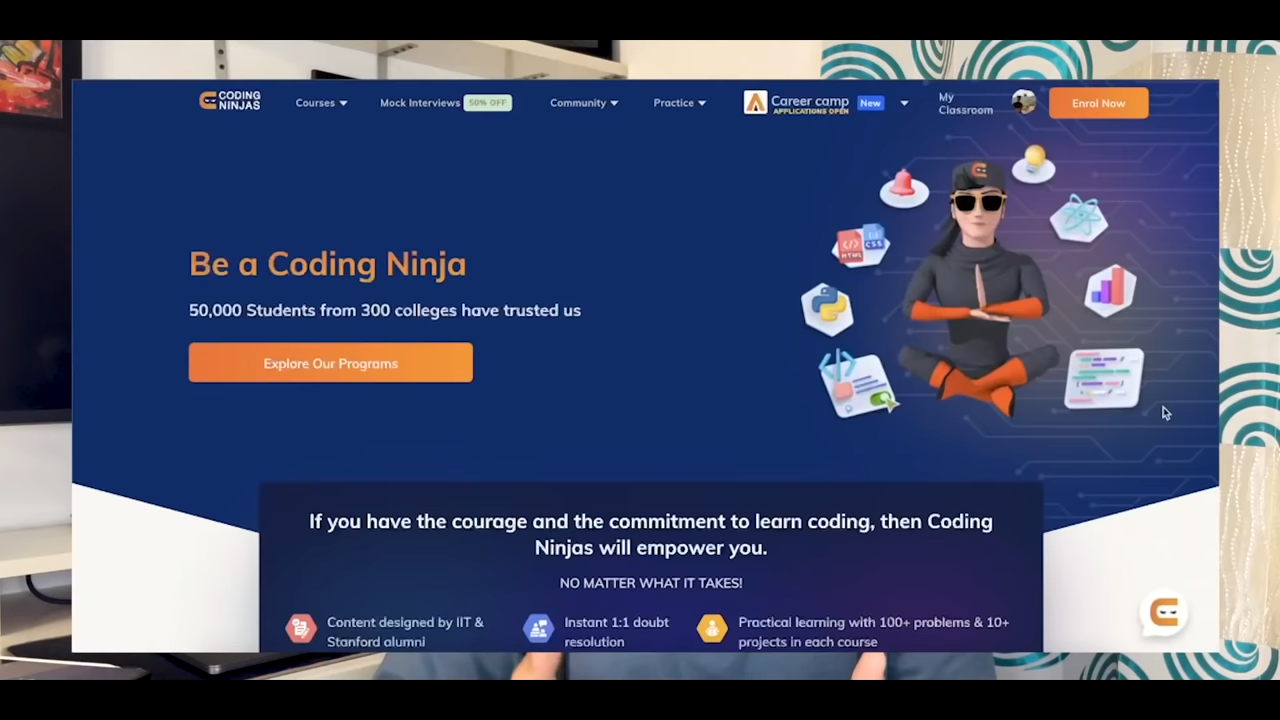 CODING
NINJAS
Courses
Mock Interviews 50% OFF
Community
Practice
Career camp
APPLICATIONS OPEN
New
My
Classroom
Enrol Now
HTML
CSS
Be a Coding Ninja
50,000 Students from 300 colleges have trusted us
Explore Our Programs
If you have the courage and the commitment to learn coding, then Coding
Ninjas will empower you.
NO MATTER WHAT IT TAKES!
Content designed by IIT &
Stanford alumni
Instant 1:1 doubt
resolution
Practical learning with 100+ problems & 10+
projects in each course